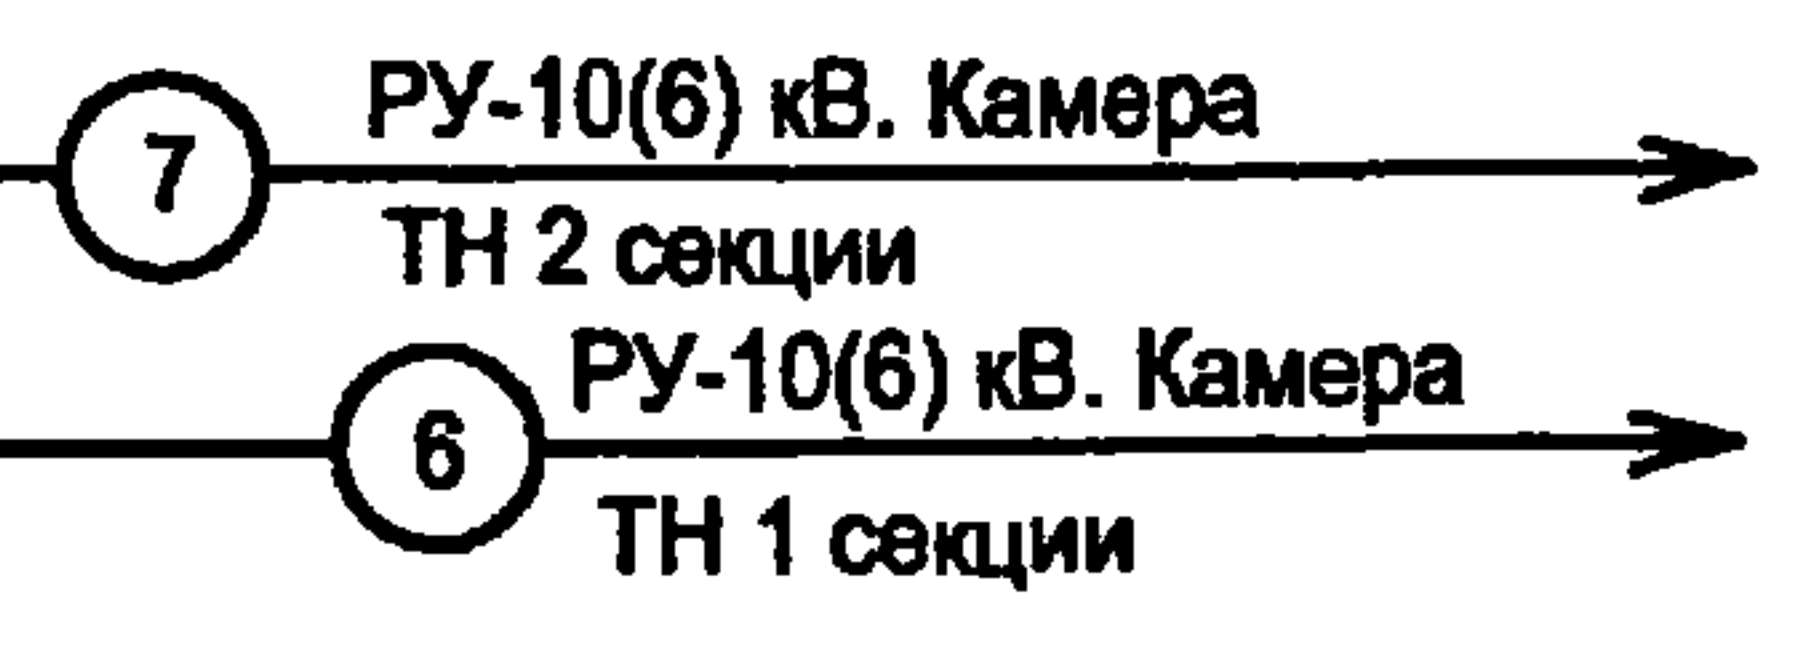 7
РУ-10(6) кВ. Камера
ТН 2 секции
6
РУ-10(6) кВ. Камера
ТН 1 секции